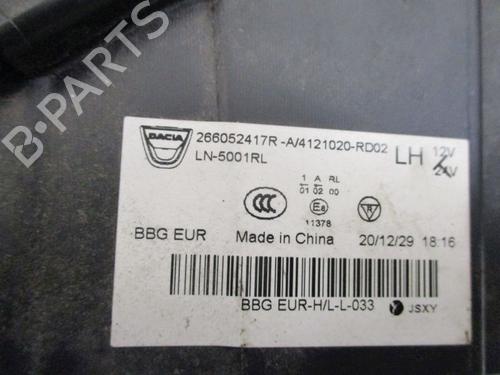 B-PARTS
DACIA
266052417R -A/4121020-RD02
LN-5001RL
LH
12V
24V
1 A RL
01 02 00
11378
BBG EUR
Made in China
20/12/29 18:16
BBG EUR-H/L-L-033
JSXY